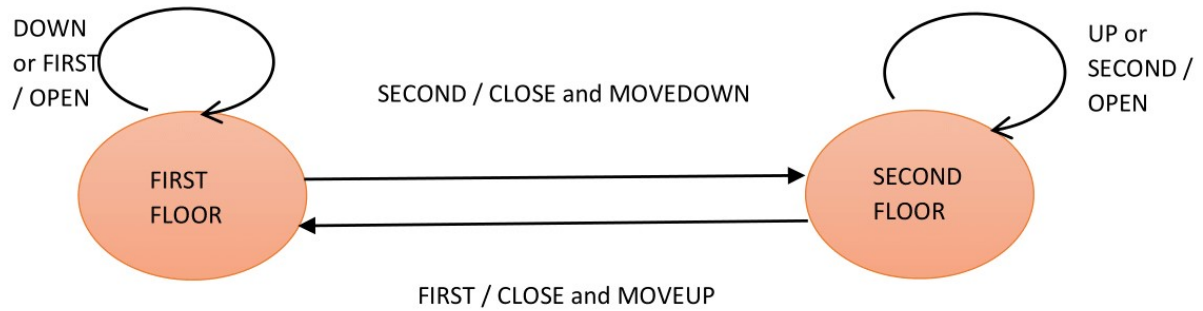 DOWN
or FIRST
/ OPEN
SECOND / CLOSE and MOVEDOWN
UP or
SECOND /
OPEN
FIRST
FLOOR
SECOND
FLOOR
FIRST / CLOSE and MOVEUP